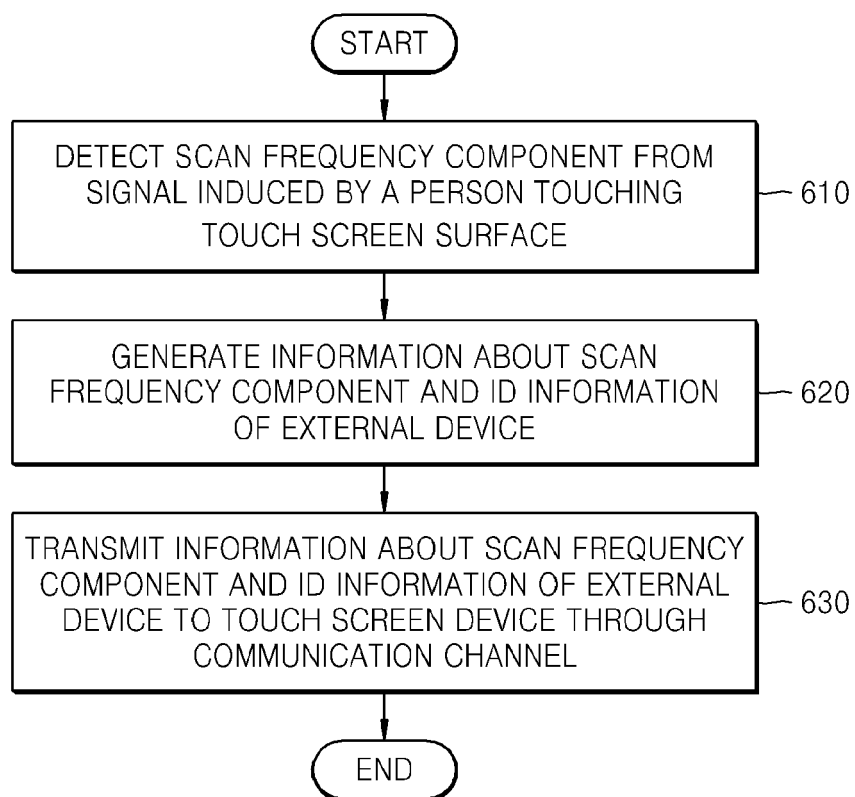 START
DETECT SCAN FREQUENCY COMPONENT FROM
SIGNAL INDUCED BY A PERSON TOUCHING
TOUCH SCREEN SURFACE
610
GENERATE INFORMATION ABOUT SCAN
FREQUENCY COMPONENT AND ID INFORMATION
OF EXTERNAL DEVICE
620
TRANSMIT INFORMATION ABOUT SCAN FREQUENCY
COMPONENT AND ID INFORMATION OF EXTERNAL
DEVICE TO TOUCH SCREEN DEVICE THROUGH
COMMUNICATION CHANNEL
630
END